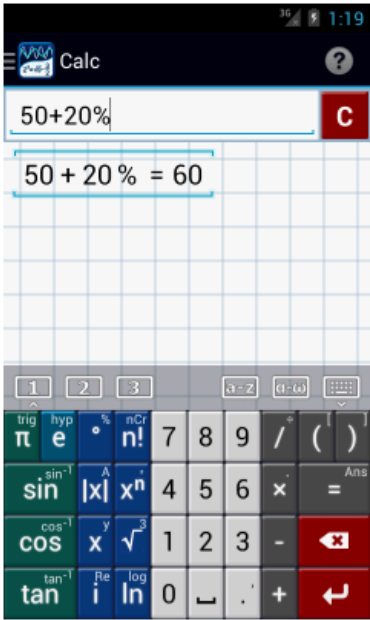 3G 1:19
Calc ?
50+20% C
50 + 20 % = 60
1 2 3 a-z α-ω
trig hyp % nCr ÷ [ ]
π e ° n! 7 8 9 / ( )
sin⁻¹ A ' . Ans
sin |x| xⁿ 4 5 6 × =
cos⁻¹ y 3
cos x √ 1 2 3 -
tan⁻¹ Re log '
tan i ln 0 . +